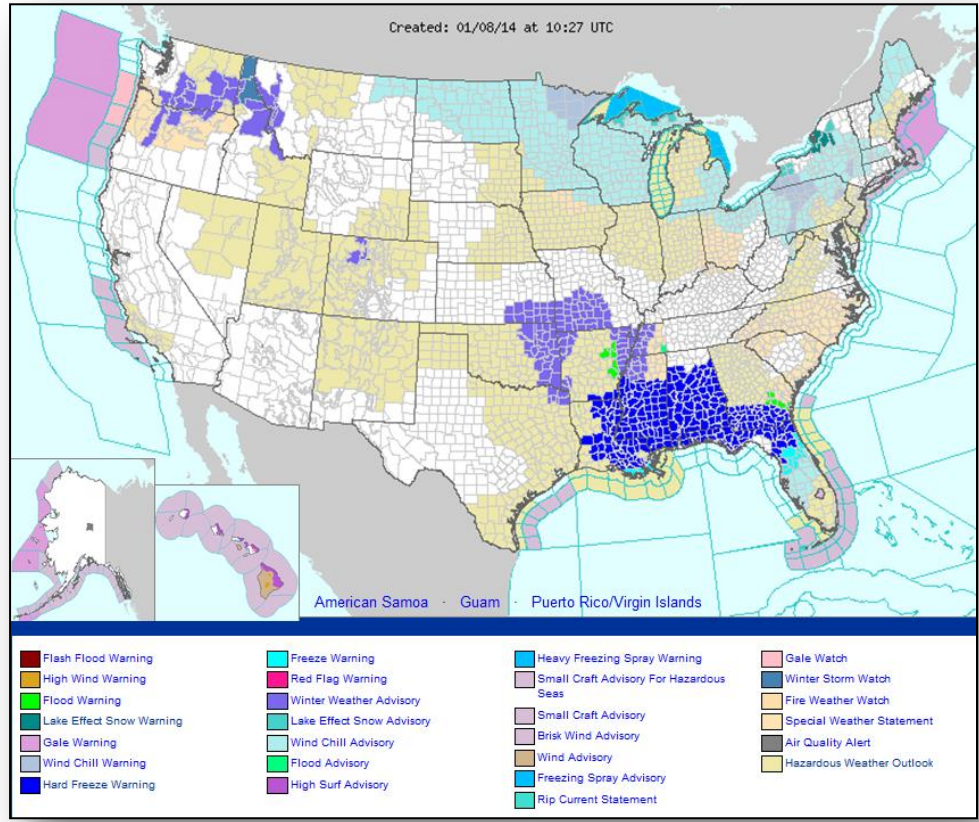 Created: 01/08/14 at 10:27 UTC
American Samoa · Guam · Puerto Rico/Virgin Islands
Flash Flood Warning
High Wind Warning
Flood Warning
Lake Effect Snow Warning
Gale Warning
Wind Chill Warning
Hard Freeze Warning
Freeze Warning
Red Flag Warning
Winter Weather Advisory
Lake Effect Snow Advisory
Wind Chill Advisory
Flood Advisory
High Surf Advisory
Heavy Freezing Spray Warning
Small Craft Advisory For Hazardous
Seas
Small Craft Advisory
Brisk Wind Advisory
Wind Advisory
Freezing Spray Advisory
Rip Current Statement
Gale Watch
Winter Storm Watch
Fire Weather Watch
Special Weather Statement
Air Quality Alert
Hazardous Weather Outlook